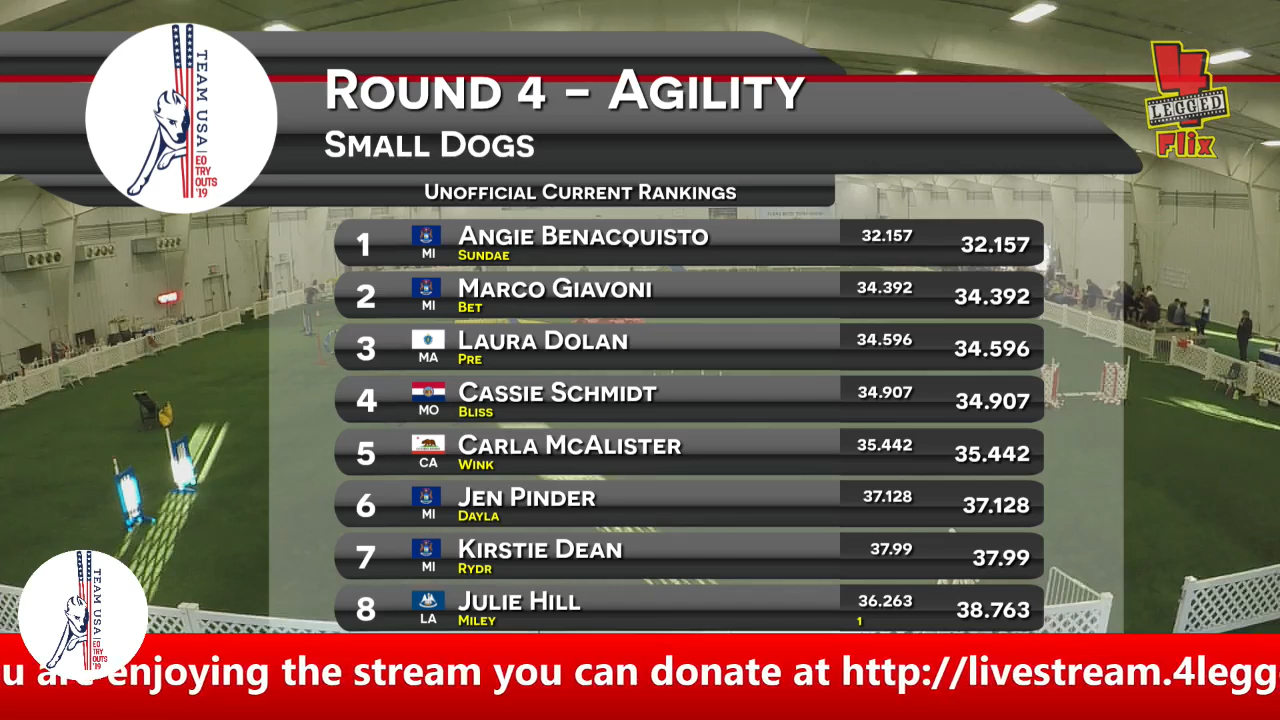 TEAM USA
EO
TRY
OUTS
'19
ROUND 4 – AGILITY
SMALL DOGS
LEGGED
Flix
UNOFFICIAL CURRENT RANKINGS
1 MI ANGIE BENACQUISTO SUNDAE 32.157 32.157
2 MI MARCO GIAVONI BET 34.392 34.392
3 MA LAURA DOLAN PRE 34.596 34.596
4 MO CASSIE SCHMIDT BLISS 34.907 34.907
5 CA CARLA MCALISTER WINK 35.442 35.442
6 MI JEN PINDER DAYLA 37.128 37.128
7 MI KIRSTIE DEAN RYDR 37.99 37.99
8 LA JULIE HILL MILEY 36.263 1 38.763
TEAM USA
EO
TRY
OUTS
'19
u are enjoying the stream you can donate at http://livestream.4legg